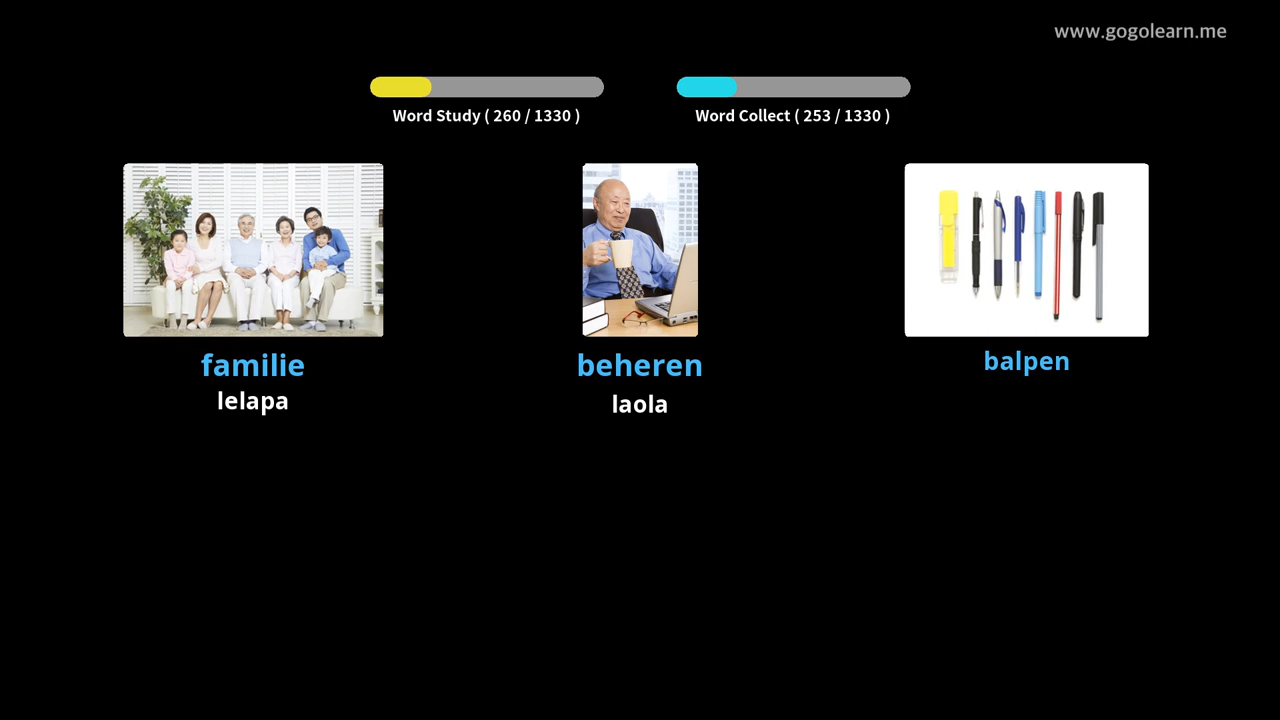 www.gogolearn.me
Word Study ( 260 / 1330 )
Word Collect ( 253 / 1330 )
familie
lelapa
beheren
laola
balpen